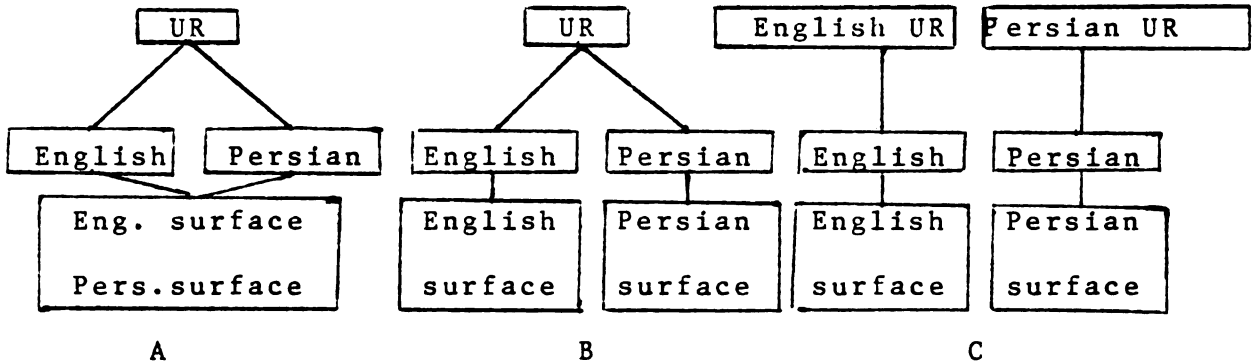 UR
English
Persian
Eng. surface
Pers.surface
A
UR
English
Persian
English
surface
Persian
surface
B
English UR
Persian UR
English
Persian
English
surface
Persian
surface
C